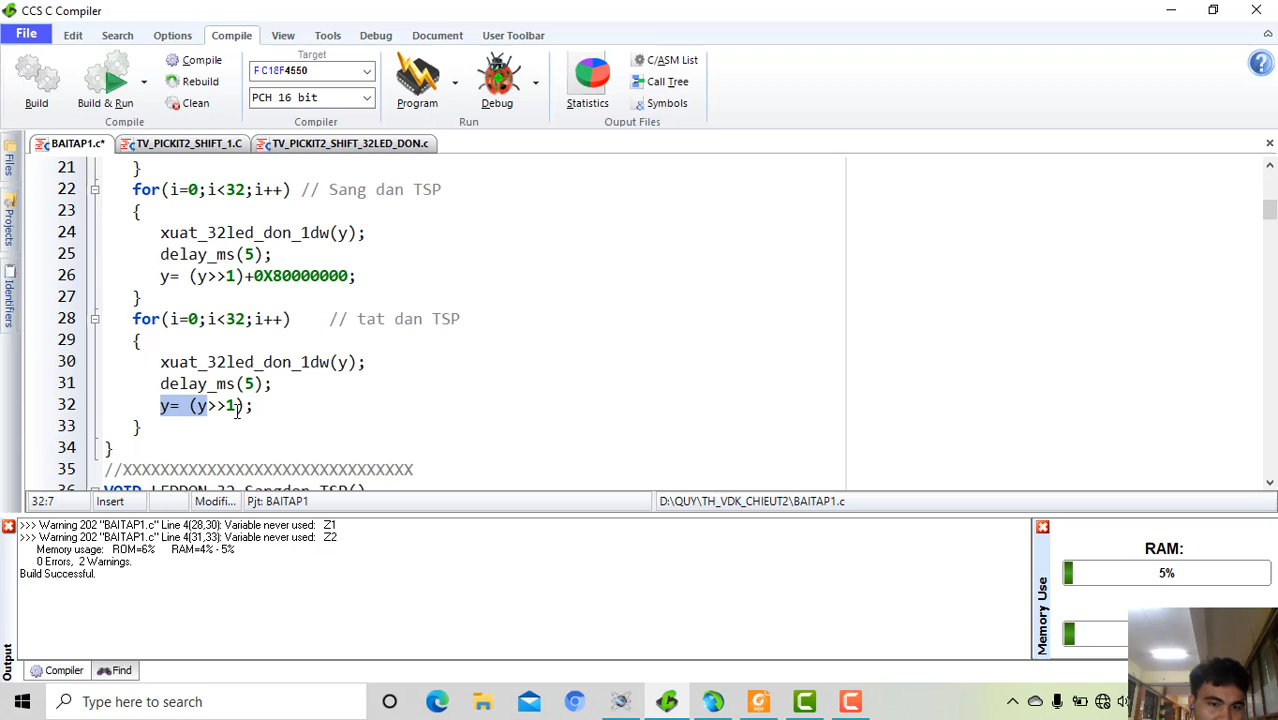 CCS C Compiler
File Edit Search Options Compile View Tools Debug Document User Toolbar
Build
Build & Run
Compile
Rebuild
Clean
Compile
Target
PIC18F4550
PCH 16 bit
Compiler
Program
Debug
Run
Statistics
C/ASM List
Call Tree
Symbols
Ouput Files
BAITAP1.c* TV_PICKIT2_SHIFT_1.C TV_PICKIT2_SHIFT_32LED_DON.c
Files
Projects
Identifiers
21 }
22 for(i=0;i<32;i++) // Sang dan TSP
23 {
24 xuat_32led_don_1dw(y);
25 delay_ms(5);
26 y= (y>>1)+0X80000000;
27 }
28 for(i=0;i<32;i++) // tat dan TSP
29 {
30 xuat_32led_don_1dw(y);
31 delay_ms(5);
32 y= (y>>1);
33 }
34 }
35 //XXXXXXXXXXXXXXXXXXXXXXXXXXXXXXX
36 VOID LEDDON_32_Sangdon_TSP()
32:7 Insert Modifi... Pjt: BAITAP1 D:\QUY\TH_VDK_CHIEUT2\BAITAP1.c
>>> Warning 202 "BAITAP1.c" Line 4(28,30): Variable never used: Z1
>>> Warning 202 "BAITAP1.c" Line 4(31,33): Variable never used: Z2
Memory usage: ROM=6% RAM=4% - 5%
0 Errors, 2 Warnings.
Build Successful.
Output
Compiler Find
Memory Use
RAM:
5%
Type here to search